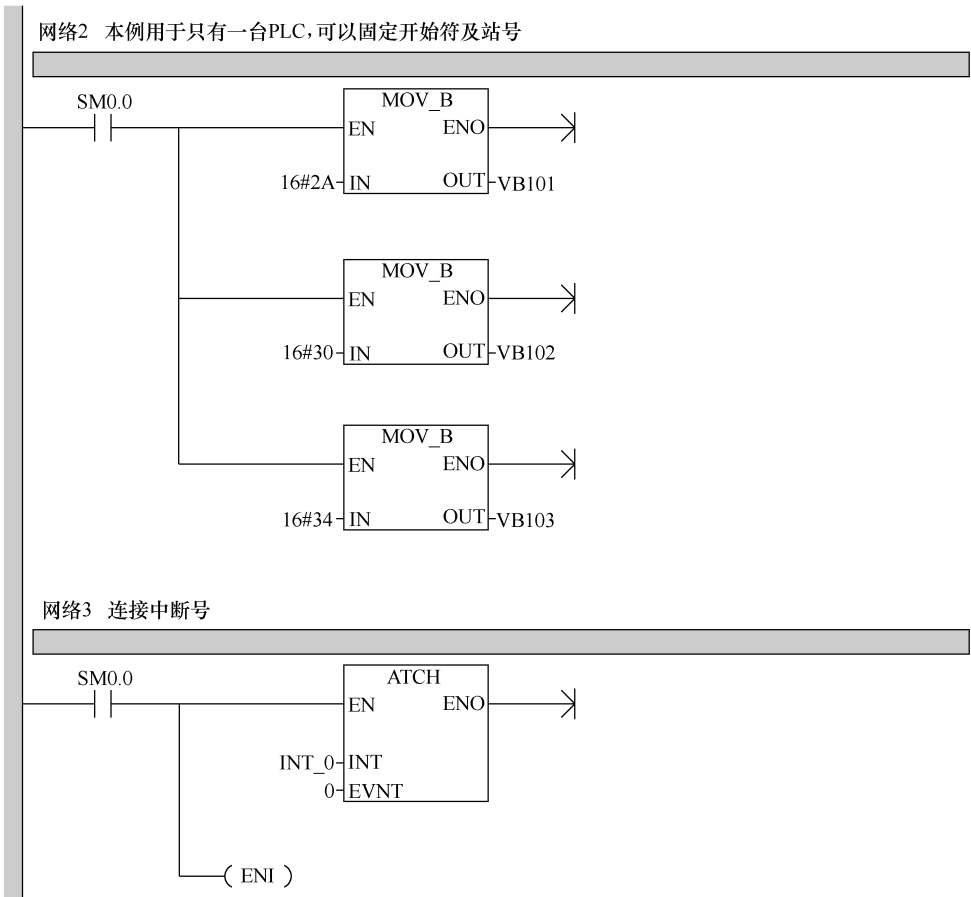 网络2 本例用于只有一台PLC,可以固定开始符及站号
SM0.0
MOV_B
EN ENO
16#2A IN OUT VB101
MOV_B
EN ENO
16#30 IN OUT VB102
MOV_B
EN ENO
16#34 IN OUT VB103
网络3 连接中断号
SM0.0
ATCH
EN ENO
INT_0 INT
0 EVNT
( ENI )